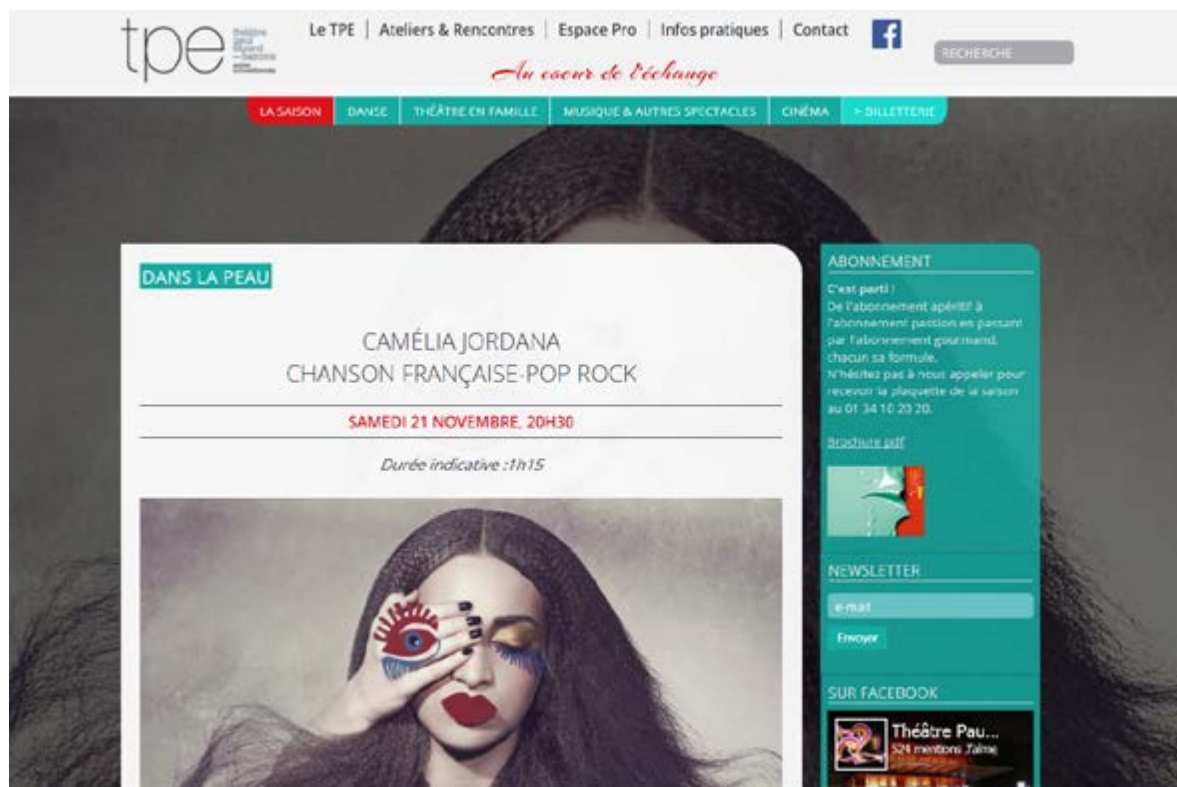 tpe
Le TPE | Ateliers & Rencontres | Espace Pro | Infos pratiques | Contact
RECHERCHE
Au coeur de l'échange
LA SAISON
DANSE
THÉÂTRE EN FAMILLE
MUSIQUE & AUTRES SPECTACLES
CINÉMA
> BILLETTERIE
DANS LA PEAU
CAMÉLIA JORDANA
CHANSON FRANÇAISE-POP ROCK
SAMEDI 21 NOVEMBRE, 20H30
Durée indicative :1h15
ABONNEMENT
C'est parti !
De l'abonnement apéritif à
l'abonnement passion en passant
par l'abonnement gourmand,
chacun sa formule.
N'hésitez pas à nous appeler pour
recevoir la plaquette de la saison
au 01 34 10 20 20.
Brochure pdf
NEWSLETTER
e-mail
Envoyer
SUR FACEBOOK
Théâtre Pau...
524 mentions J'aime